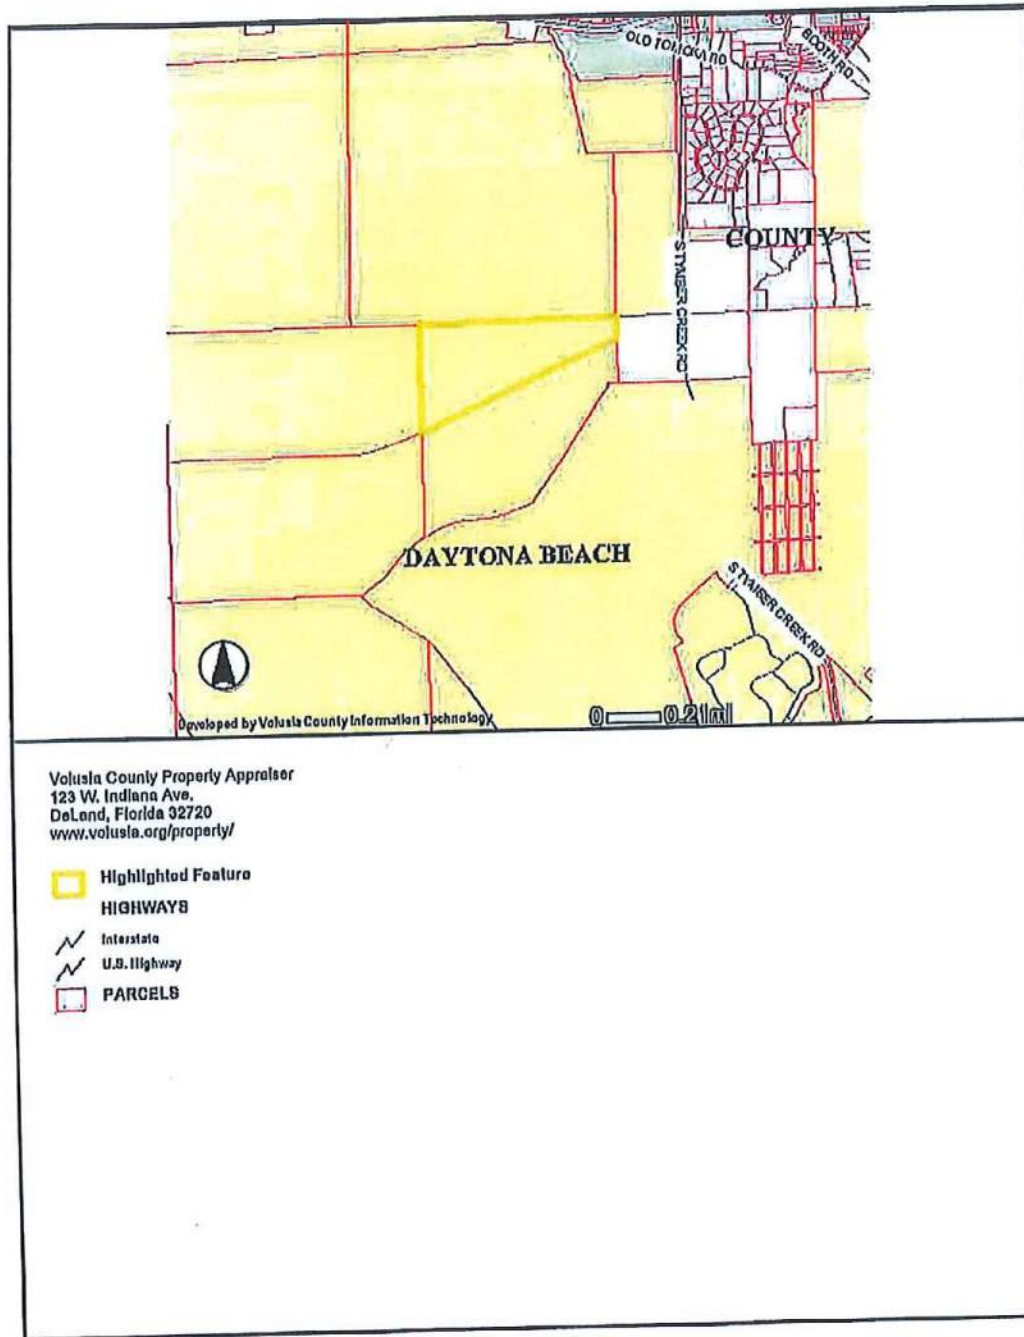 OLD TOMOKA RD
BOOTH RD
COUNTY
S TYMBER CREEK RD
DAYTONA BEACH
S TYMBER CREEK RD
Developed by Volusia County Information Technology
0 0.21mi
Volusia County Property Appraiser
123 W. Indiana Ave.
DeLand, Florida 32720
www.volusia.org/property/
Highlighted Feature
HIGHWAYS
Interstate
U.S. Highway
PARCELS